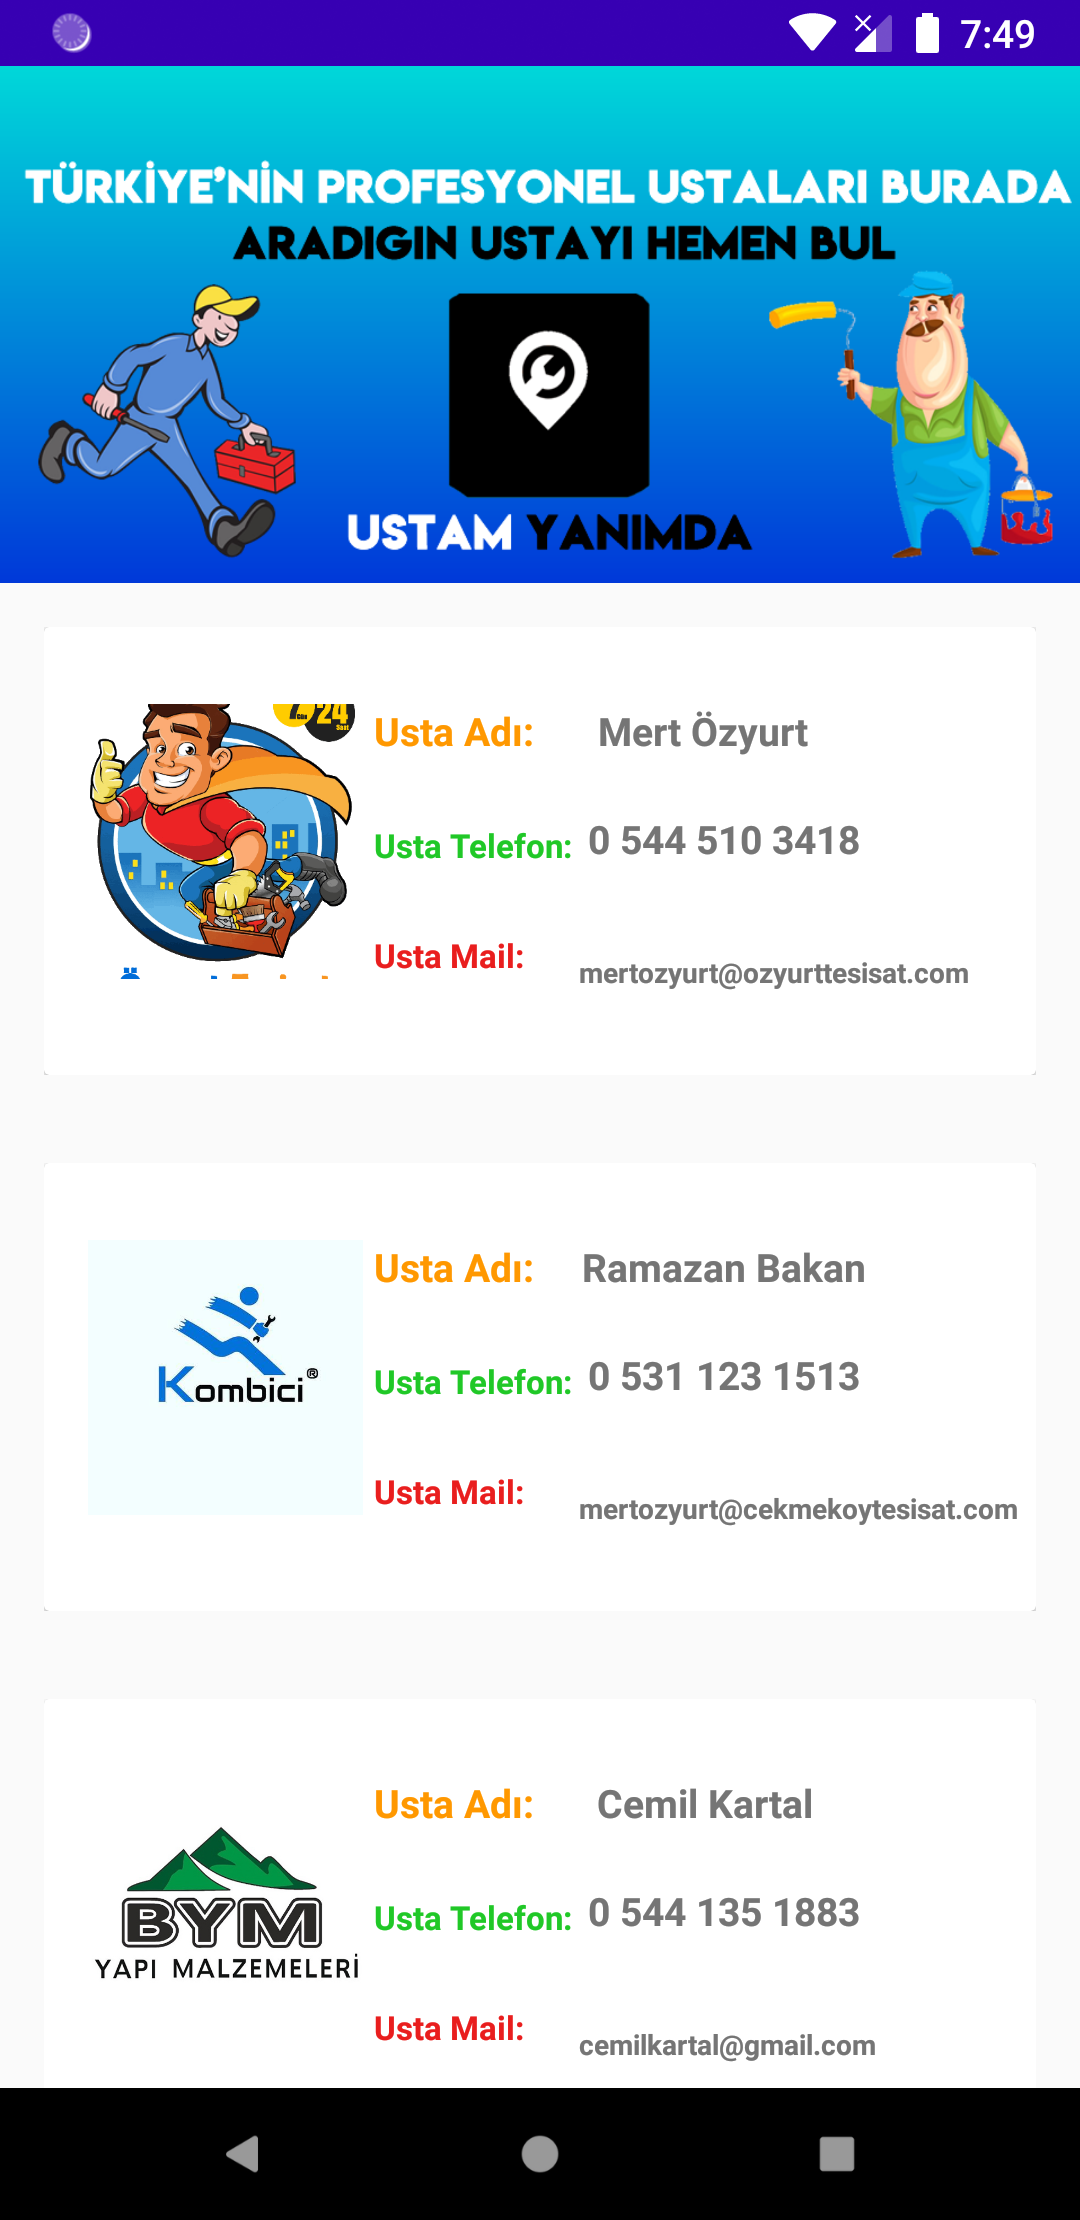 7:49
TÜRKİYE'NİN PROFESYONEL USTALARI BURADA
ARADIGIN USTAYI HEMEN BUL
USTAM YANIMDA
7 Gün 24 Saat
Usta Adı: Mert Özyurt
Usta Telefon: 0 544 510 3418
Usta Mail: mertozyurt@ozyurttesisat.com
Kombici®
Usta Adı: Ramazan Bakan
Usta Telefon: 0 531 123 1513
Usta Mail: mertozyurt@cekmekoytesisat.com
BYM
YAPI MALZEMELERİ
Usta Adı: Cemil Kartal
Usta Telefon: 0 544 135 1883
Usta Mail: cemilkartal@gmail.com